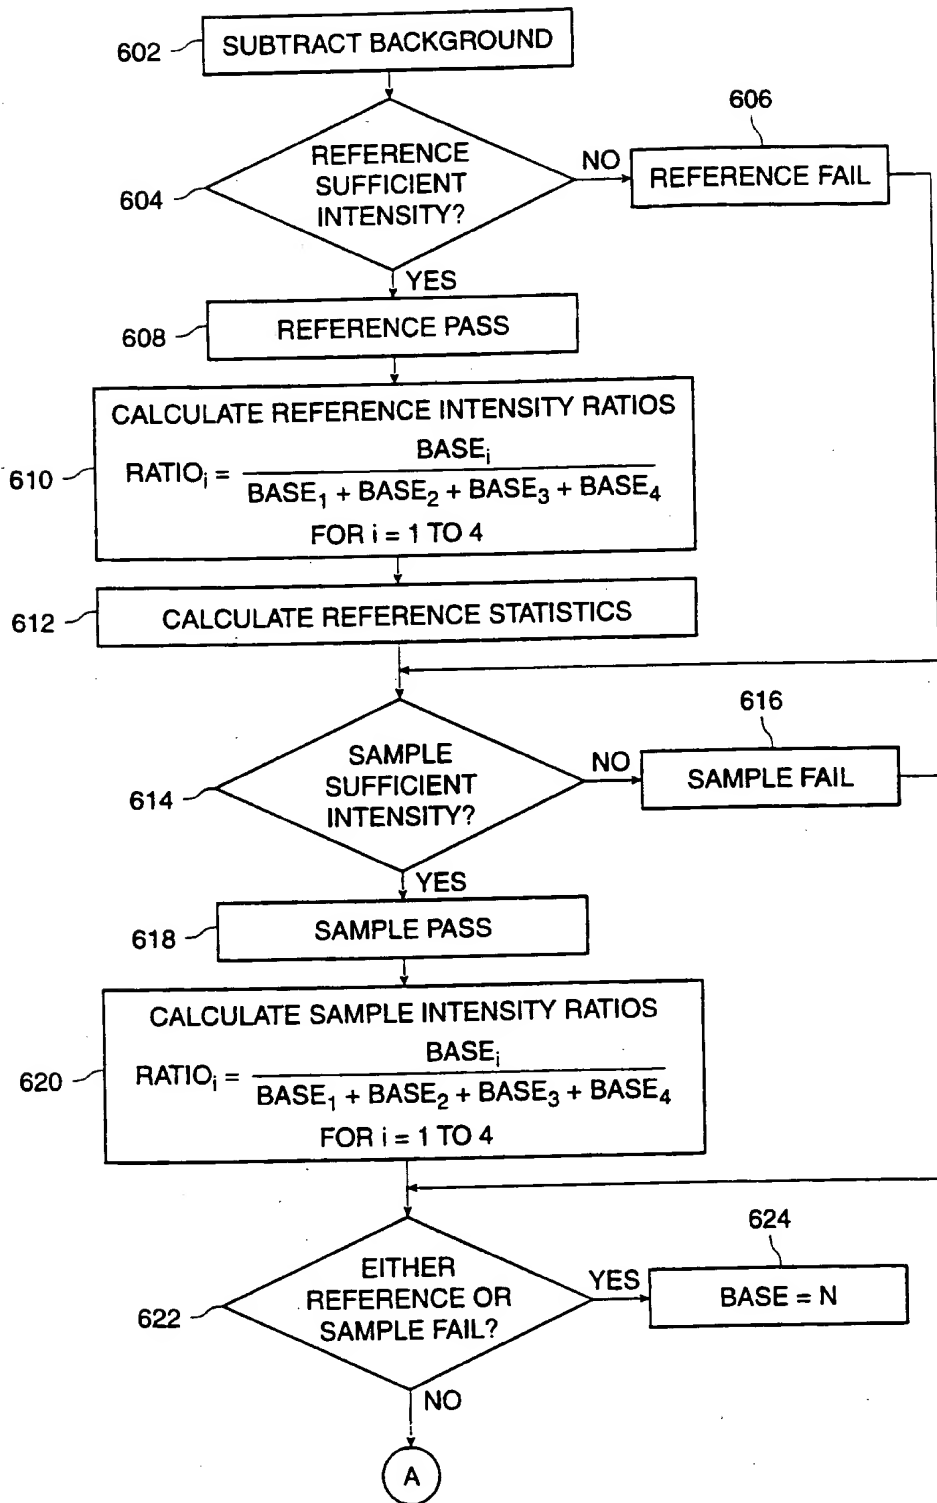 602
SUBTRACT BACKGROUND
604
REFERENCE
SUFFICIENT
INTENSITY?
NO
606
REFERENCE FAIL
YES
608
REFERENCE PASS
610
CALCULATE REFERENCE INTENSITY RATIOS
RATIOi = BASEi
BASE1 + BASE2 + BASE3 + BASE4
FOR i = 1 TO 4
612
CALCULATE REFERENCE STATISTICS
614
SAMPLE
SUFFICIENT
INTENSITY?
NO
616
SAMPLE FAIL
YES
618
SAMPLE PASS
620
CALCULATE SAMPLE INTENSITY RATIOS
RATIOi = BASEi
BASE1 + BASE2 + BASE3 + BASE4
FOR i = 1 TO 4
622
EITHER
REFERENCE OR
SAMPLE FAIL?
YES
624
BASE = N
NO
A